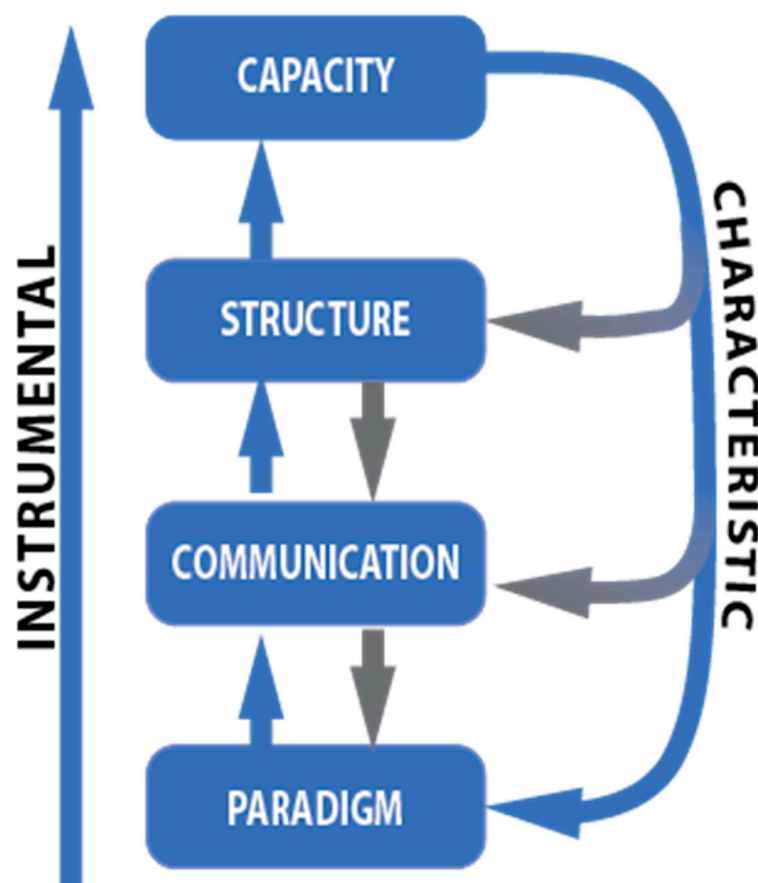 CAPACITY
STRUCTURE
COMMUNICATION
PARADIGM
INSTRUMENTAL
CHARACTERISTIC